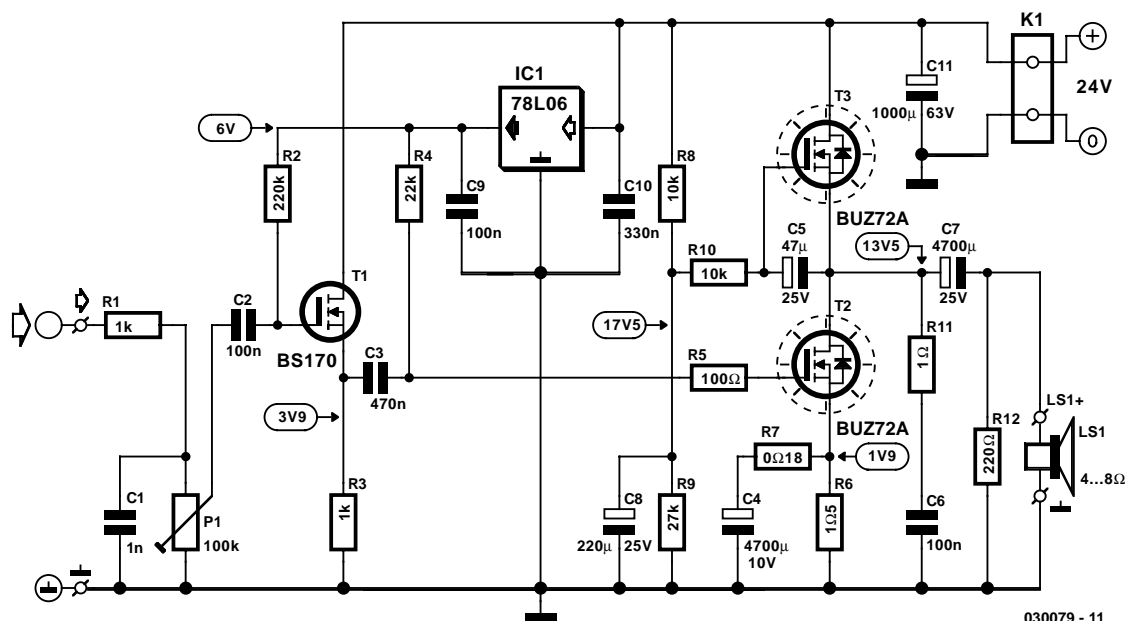 K1
24V
0
C11
1000µ
63V
IC1
78L06
T3
6V
R2
220k
R4
22k
C9
100n
C10
330n
R8
10k
BUZ72A
C5
47µ
25V
13V5
C7
4700µ
25V
R10
10k
T1
R1
1k
C2
100n
BS170
17V5
T2
R11
1Ω
C3
470n
R5
100Ω
3V9
BUZ72A
LS1+
R12
220Ω
LS1
4...8Ω
R7
0Ω18
1V9
C1
1n
P1
100k
R3
1k
C8
220µ
25V
R9
27k
C4
4700µ
10V
R6
1Ω5
C6
100n
030079 - 11